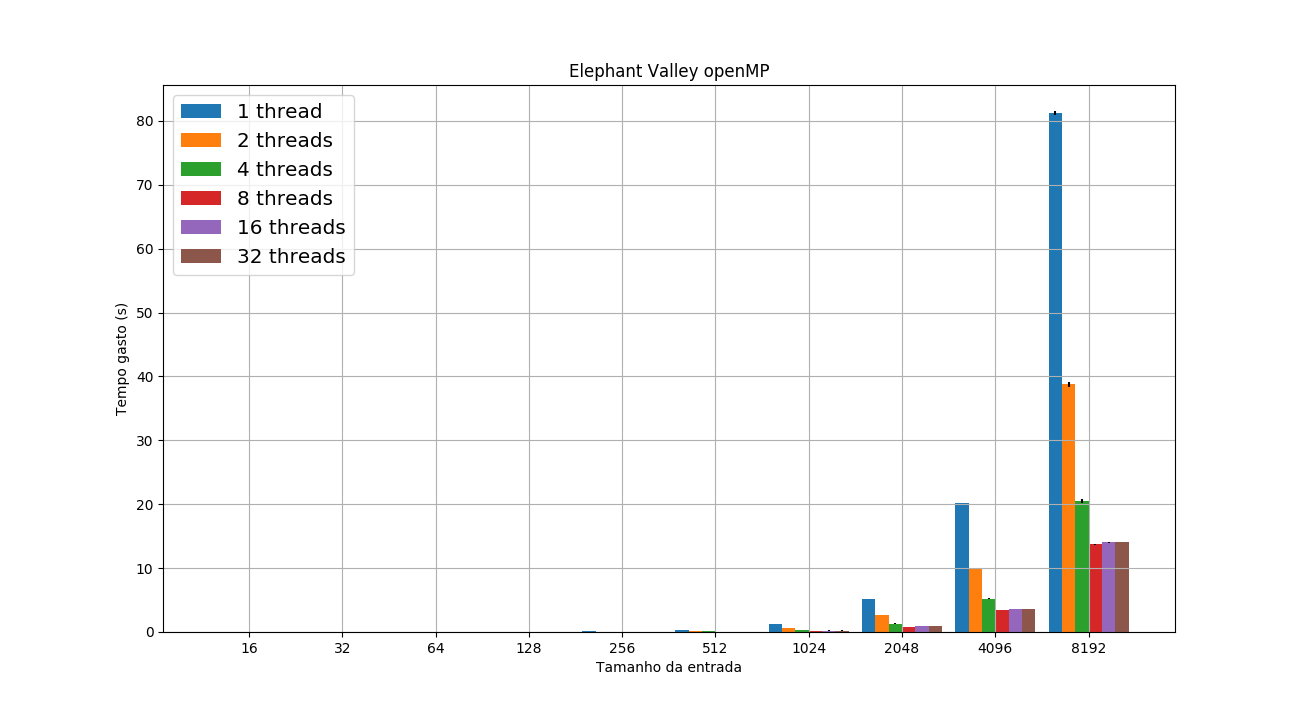 Elephant Valley openMP
1 thread
2 threads
4 threads
8 threads
16 threads
32 threads
80
70
60
50
40
30
20
10
0
Tempo gasto (s)
16 32 64 128 256 512 1024 2048 4096 8192
Tamanho da entrada